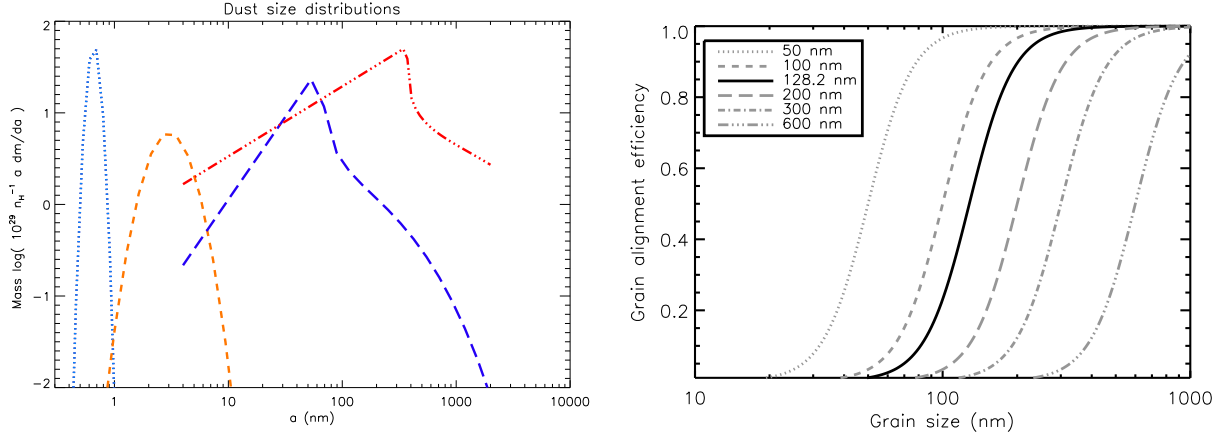 Dust size distributions
Mass log( 10^29 n_H^-1 a dm/da )
2
1
0
-1
-2
1
10
100
1000
10000
a (nm)
Grain alignment efficiency
1.0
0.8
0.6
0.4
0.2
50 nm
100 nm
128.2 nm
200 nm
300 nm
600 nm
10
100
1000
Grain size (nm)